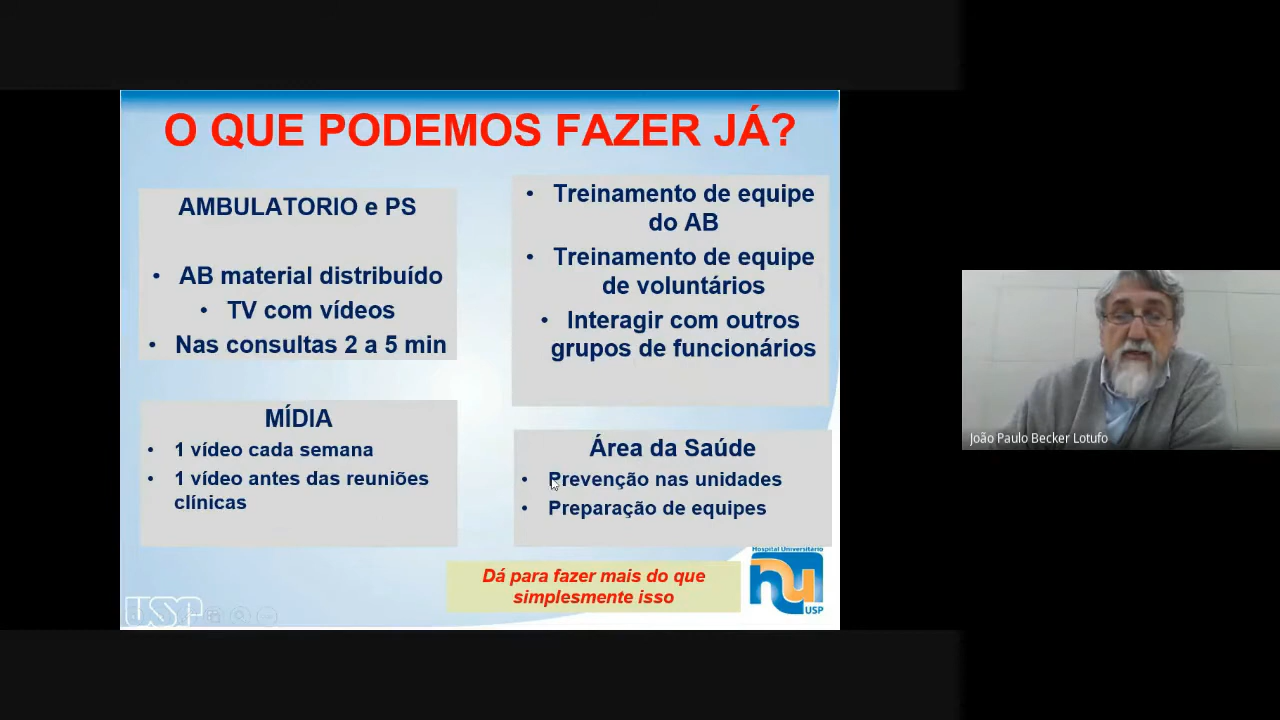 O QUE PODEMOS FAZER JÁ?
AMBULATORIO e PS
• AB material distribuído
• TV com vídeos
• Nas consultas 2 a 5 min
• Treinamento de equipe
do AB
• Treinamento de equipe
de voluntários
• Interagir com outros
grupos de funcionários
MÍDIA
• 1 vídeo cada semana
• 1 vídeo antes das reuniões
clínicas
Área da Saúde
• Prevenção nas unidades
• Preparação de equipes
Dá para fazer mais do que
simplesmente isso
Hospital Universitário
hu
USP
USP
João Paulo Becker Lotufo